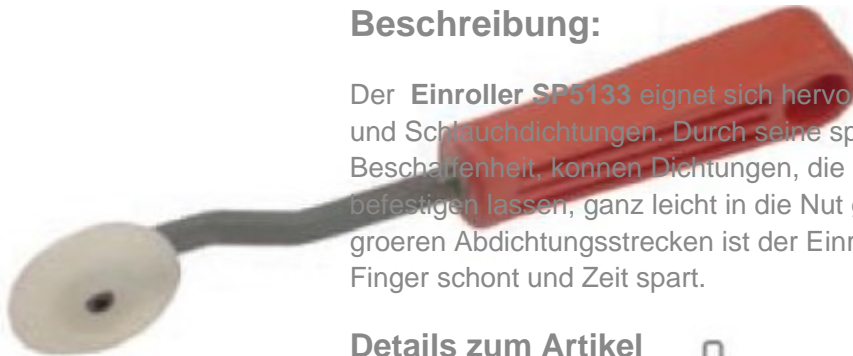 Beschreibung:
Der Einroller SP5133 eignet sich hervo
und Schlauchdichtungen. Durch seine sp
Beschaffenheit, konnen Dichtungen, die
befestigen lassen, ganz leicht in die Nut
groeren Abdichtungsstrecken ist der Einr
Finger schont und Zeit spart.
Details zum Artikel